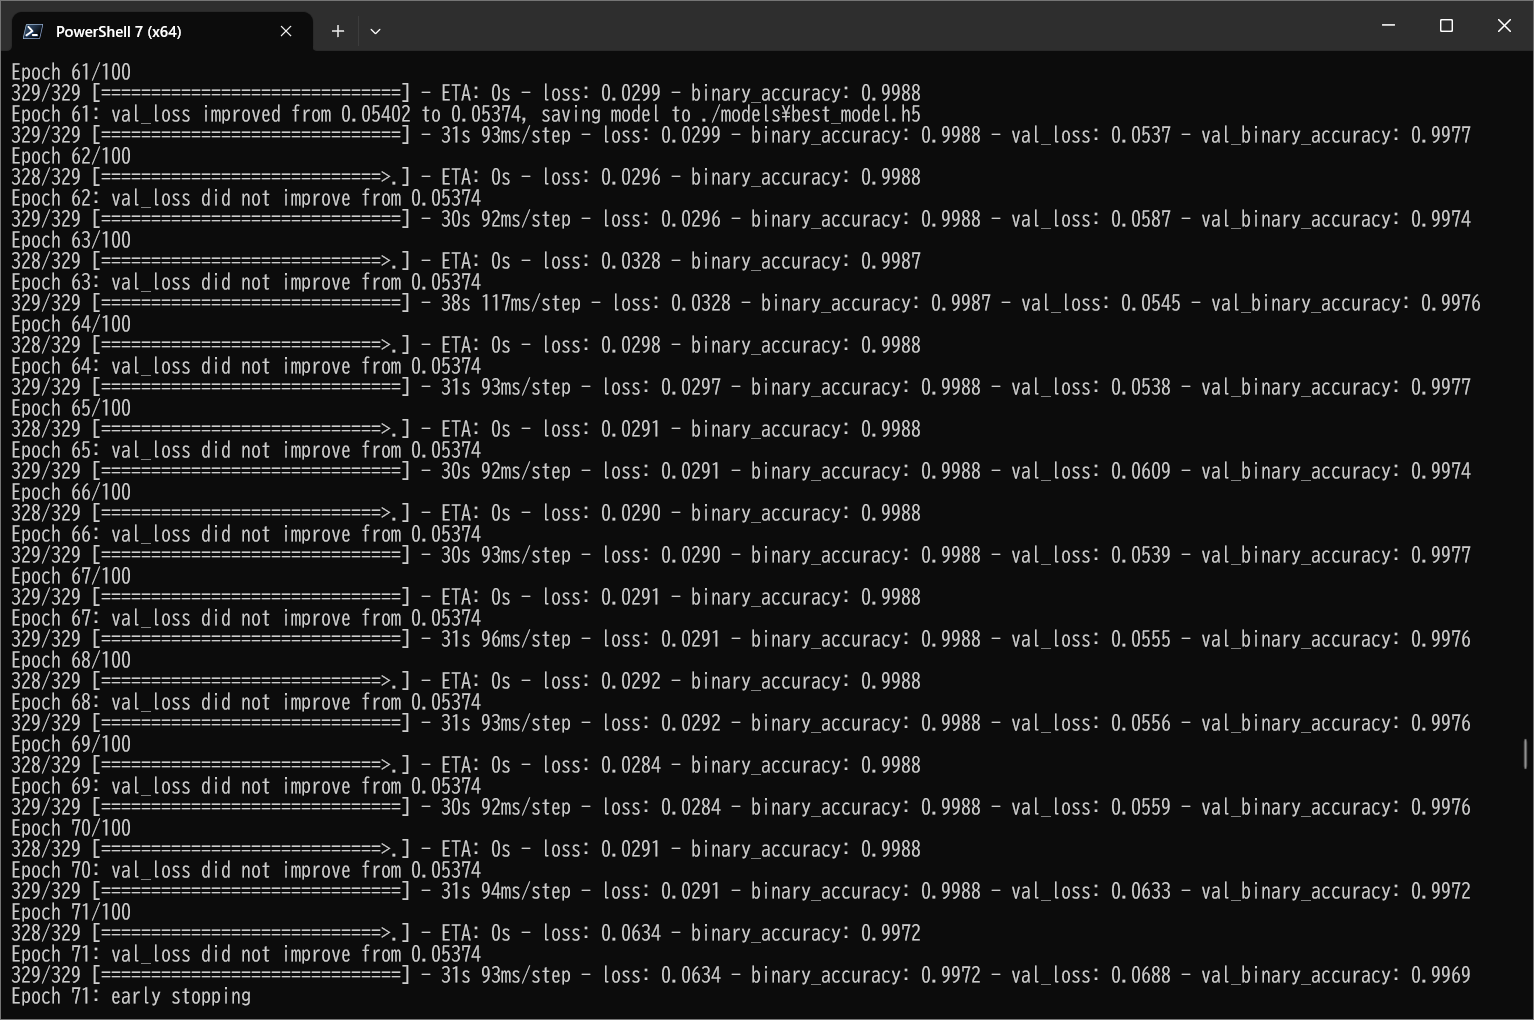 PowerShell 7 (x64)
Epoch 61/100
329/329 [==============================] - ETA: 0s - loss: 0.0299 - binary_accuracy: 0.9988
Epoch 61: val_loss improved from 0.05402 to 0.05374, saving model to ./models¥best_model.h5
329/329 [==============================] - 31s 93ms/step - loss: 0.0299 - binary_accuracy: 0.9988 - val_loss: 0.0537 - val_binary_accuracy: 0.9977
Epoch 62/100
328/329 [============================>.] - ETA: 0s - loss: 0.0296 - binary_accuracy: 0.9988
Epoch 62: val_loss did not improve from 0.05374
329/329 [==============================] - 30s 92ms/step - loss: 0.0296 - binary_accuracy: 0.9988 - val_loss: 0.0587 - val_binary_accuracy: 0.9974
Epoch 63/100
328/329 [============================>.] - ETA: 0s - loss: 0.0328 - binary_accuracy: 0.9987
Epoch 63: val_loss did not improve from 0.05374
329/329 [==============================] - 38s 117ms/step - loss: 0.0328 - binary_accuracy: 0.9987 - val_loss: 0.0545 - val_binary_accuracy: 0.9976
Epoch 64/100
328/329 [============================>.] - ETA: 0s - loss: 0.0298 - binary_accuracy: 0.9988
Epoch 64: val_loss did not improve from 0.05374
329/329 [==============================] - 31s 93ms/step - loss: 0.0297 - binary_accuracy: 0.9988 - val_loss: 0.0538 - val_binary_accuracy: 0.9977
Epoch 65/100
328/329 [============================>.] - ETA: 0s - loss: 0.0291 - binary_accuracy: 0.9988
Epoch 65: val_loss did not improve from 0.05374
329/329 [==============================] - 30s 92ms/step - loss: 0.0291 - binary_accuracy: 0.9988 - val_loss: 0.0609 - val_binary_accuracy: 0.9974
Epoch 66/100
328/329 [============================>.] - ETA: 0s - loss: 0.0290 - binary_accuracy: 0.9988
Epoch 66: val_loss did not improve from 0.05374
329/329 [==============================] - 30s 93ms/step - loss: 0.0290 - binary_accuracy: 0.9988 - val_loss: 0.0539 - val_binary_accuracy: 0.9977
Epoch 67/100
329/329 [==============================] - ETA: 0s - loss: 0.0291 - binary_accuracy: 0.9988
Epoch 67: val_loss did not improve from 0.05374
329/329 [==============================] - 31s 96ms/step - loss: 0.0291 - binary_accuracy: 0.9988 - val_loss: 0.0555 - val_binary_accuracy: 0.9976
Epoch 68/100
328/329 [============================>.] - ETA: 0s - loss: 0.0292 - binary_accuracy: 0.9988
Epoch 68: val_loss did not improve from 0.05374
329/329 [==============================] - 31s 93ms/step - loss: 0.0292 - binary_accuracy: 0.9988 - val_loss: 0.0556 - val_binary_accuracy: 0.9976
Epoch 69/100
328/329 [============================>.] - ETA: 0s - loss: 0.0284 - binary_accuracy: 0.9988
Epoch 69: val_loss did not improve from 0.05374
329/329 [==============================] - 30s 92ms/step - loss: 0.0284 - binary_accuracy: 0.9988 - val_loss: 0.0559 - val_binary_accuracy: 0.9976
Epoch 70/100
328/329 [============================>.] - ETA: 0s - loss: 0.0291 - binary_accuracy: 0.9988
Epoch 70: val_loss did not improve from 0.05374
329/329 [==============================] - 31s 94ms/step - loss: 0.0291 - binary_accuracy: 0.9988 - val_loss: 0.0633 - val_binary_accuracy: 0.9972
Epoch 71/100
328/329 [============================>.] - ETA: 0s - loss: 0.0634 - binary_accuracy: 0.9972
Epoch 71: val_loss did not improve from 0.05374
329/329 [==============================] - 31s 93ms/step - loss: 0.0634 - binary_accuracy: 0.9972 - val_loss: 0.0688 - val_binary_accuracy: 0.9969
Epoch 71: early stopping